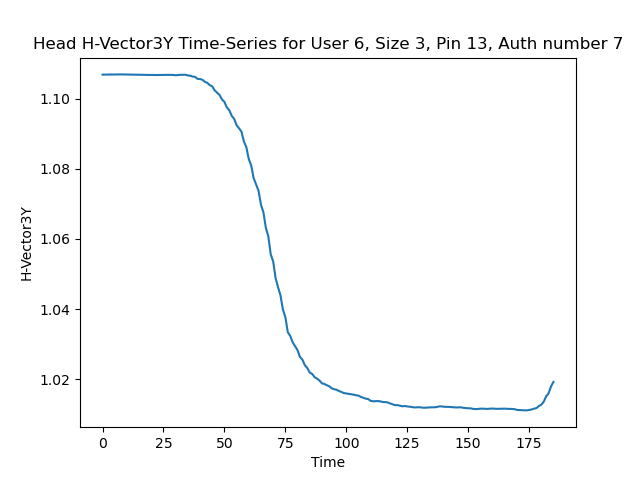 Head H-Vector3Y Time-Series for User 6, Size 3, Pin 13, Auth number 7
1.10
1.08
1.06
1.04
1.02
H-Vector3Y
0 25 50 75 100 125 150 175
Time